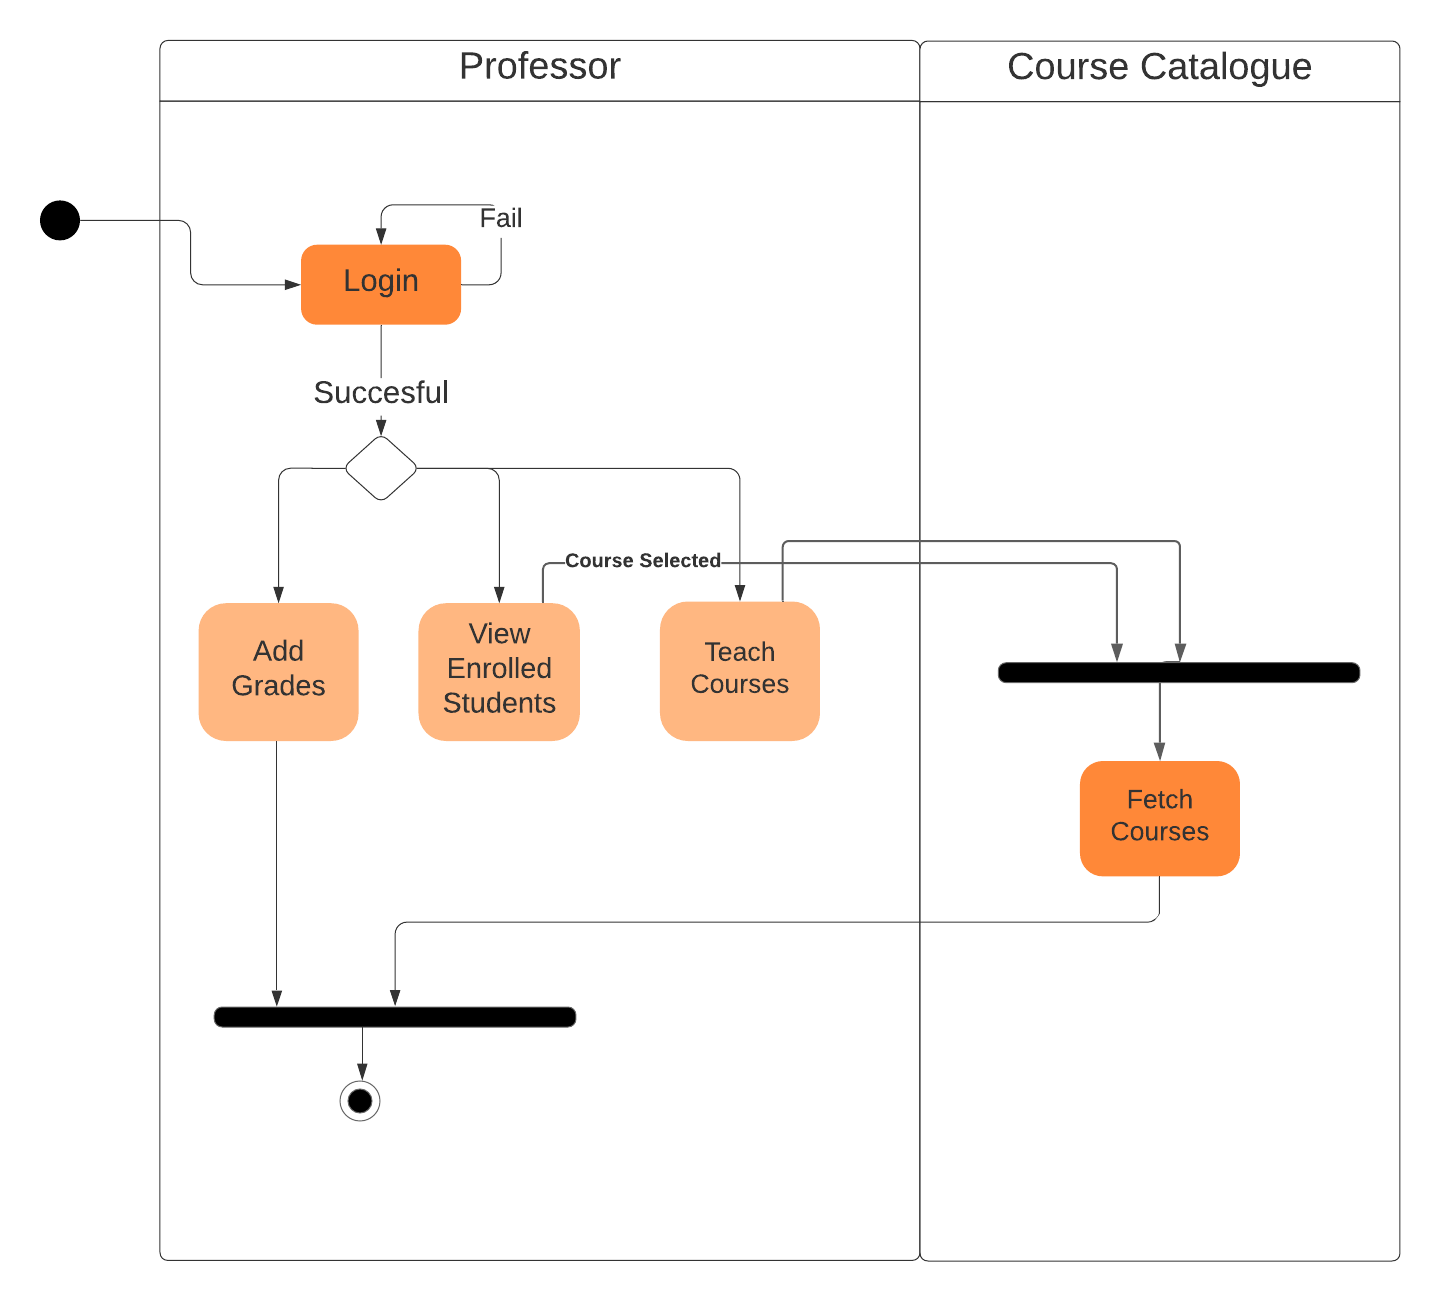 Professor
Course Catalogue
Fail
Login
Succesful
Course Selected
Add
Grades
View
Enrolled
Students
Teach
Courses
Fetch
Courses